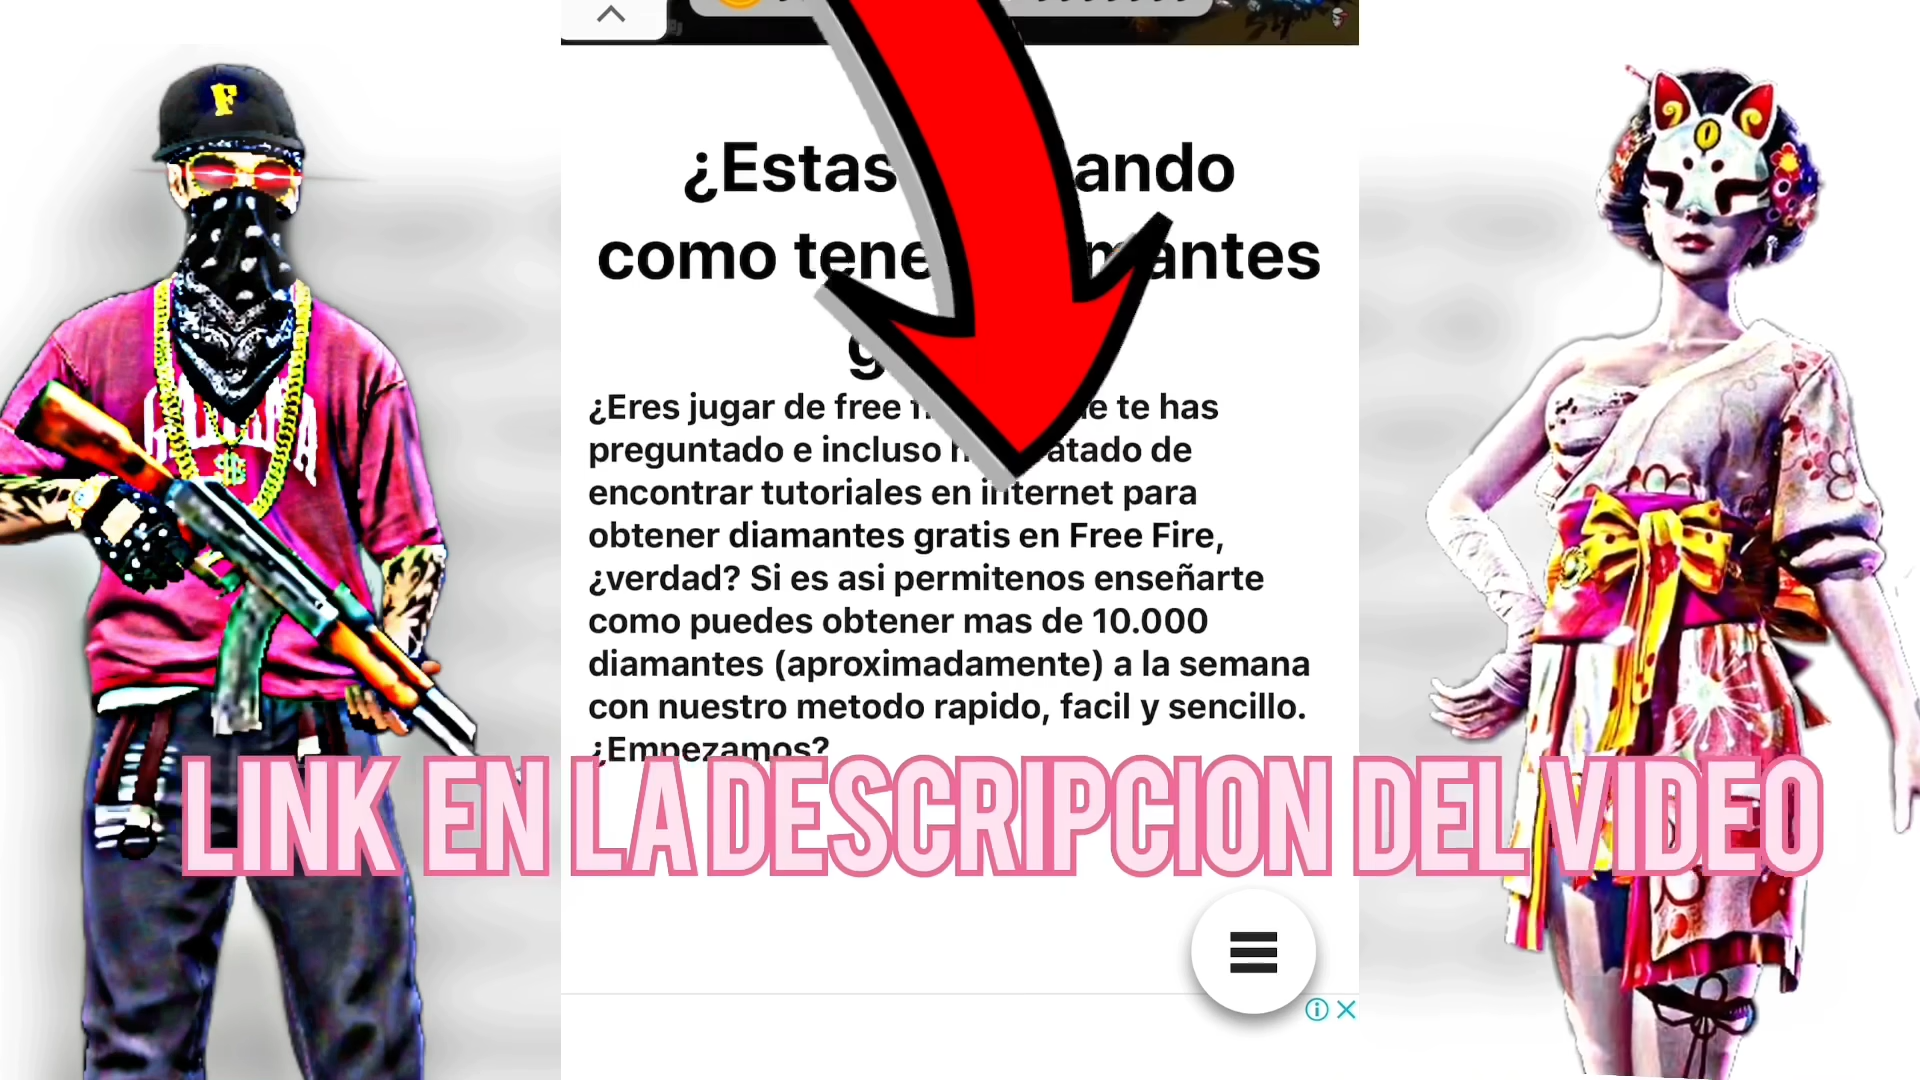 F
¿Estas ando
como tene mantes
g
¿Eres jugar de free te has
preguntado e incluso atado de
encontrar tutoriales en internet para
obtener diamantes gratis en Free Fire,
¿verdad? Si es asi permitenos enseñarte
como puedes obtener mas de 10.000
diamantes (aproximadamente) a la semana
con nuestro metodo rapido, facil y sencillo.
¿Empezamos?
LINK EN LA DESCRIPCION DEL VIDEO